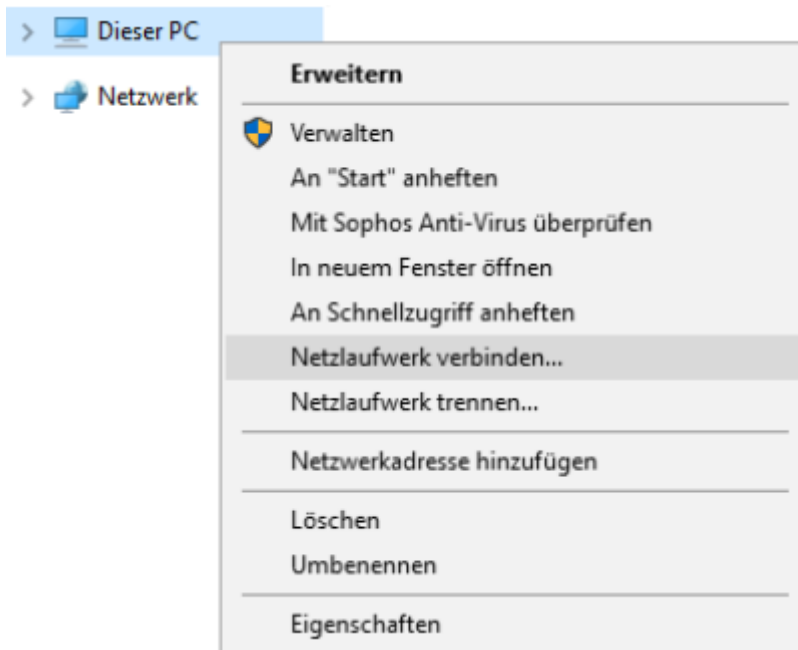 Dieser PC
Netzwerk
Erweitern
Verwalten
An "Start" anheften
Mit Sophos Anti-Virus überprüfen
In neuem Fenster öffnen
An Schnellzugriff anheften
Netzlaufwerk verbinden...
Netzlaufwerk trennen...
Netzwerkadresse hinzufügen
Löschen
Umbenennen
Eigenschaften